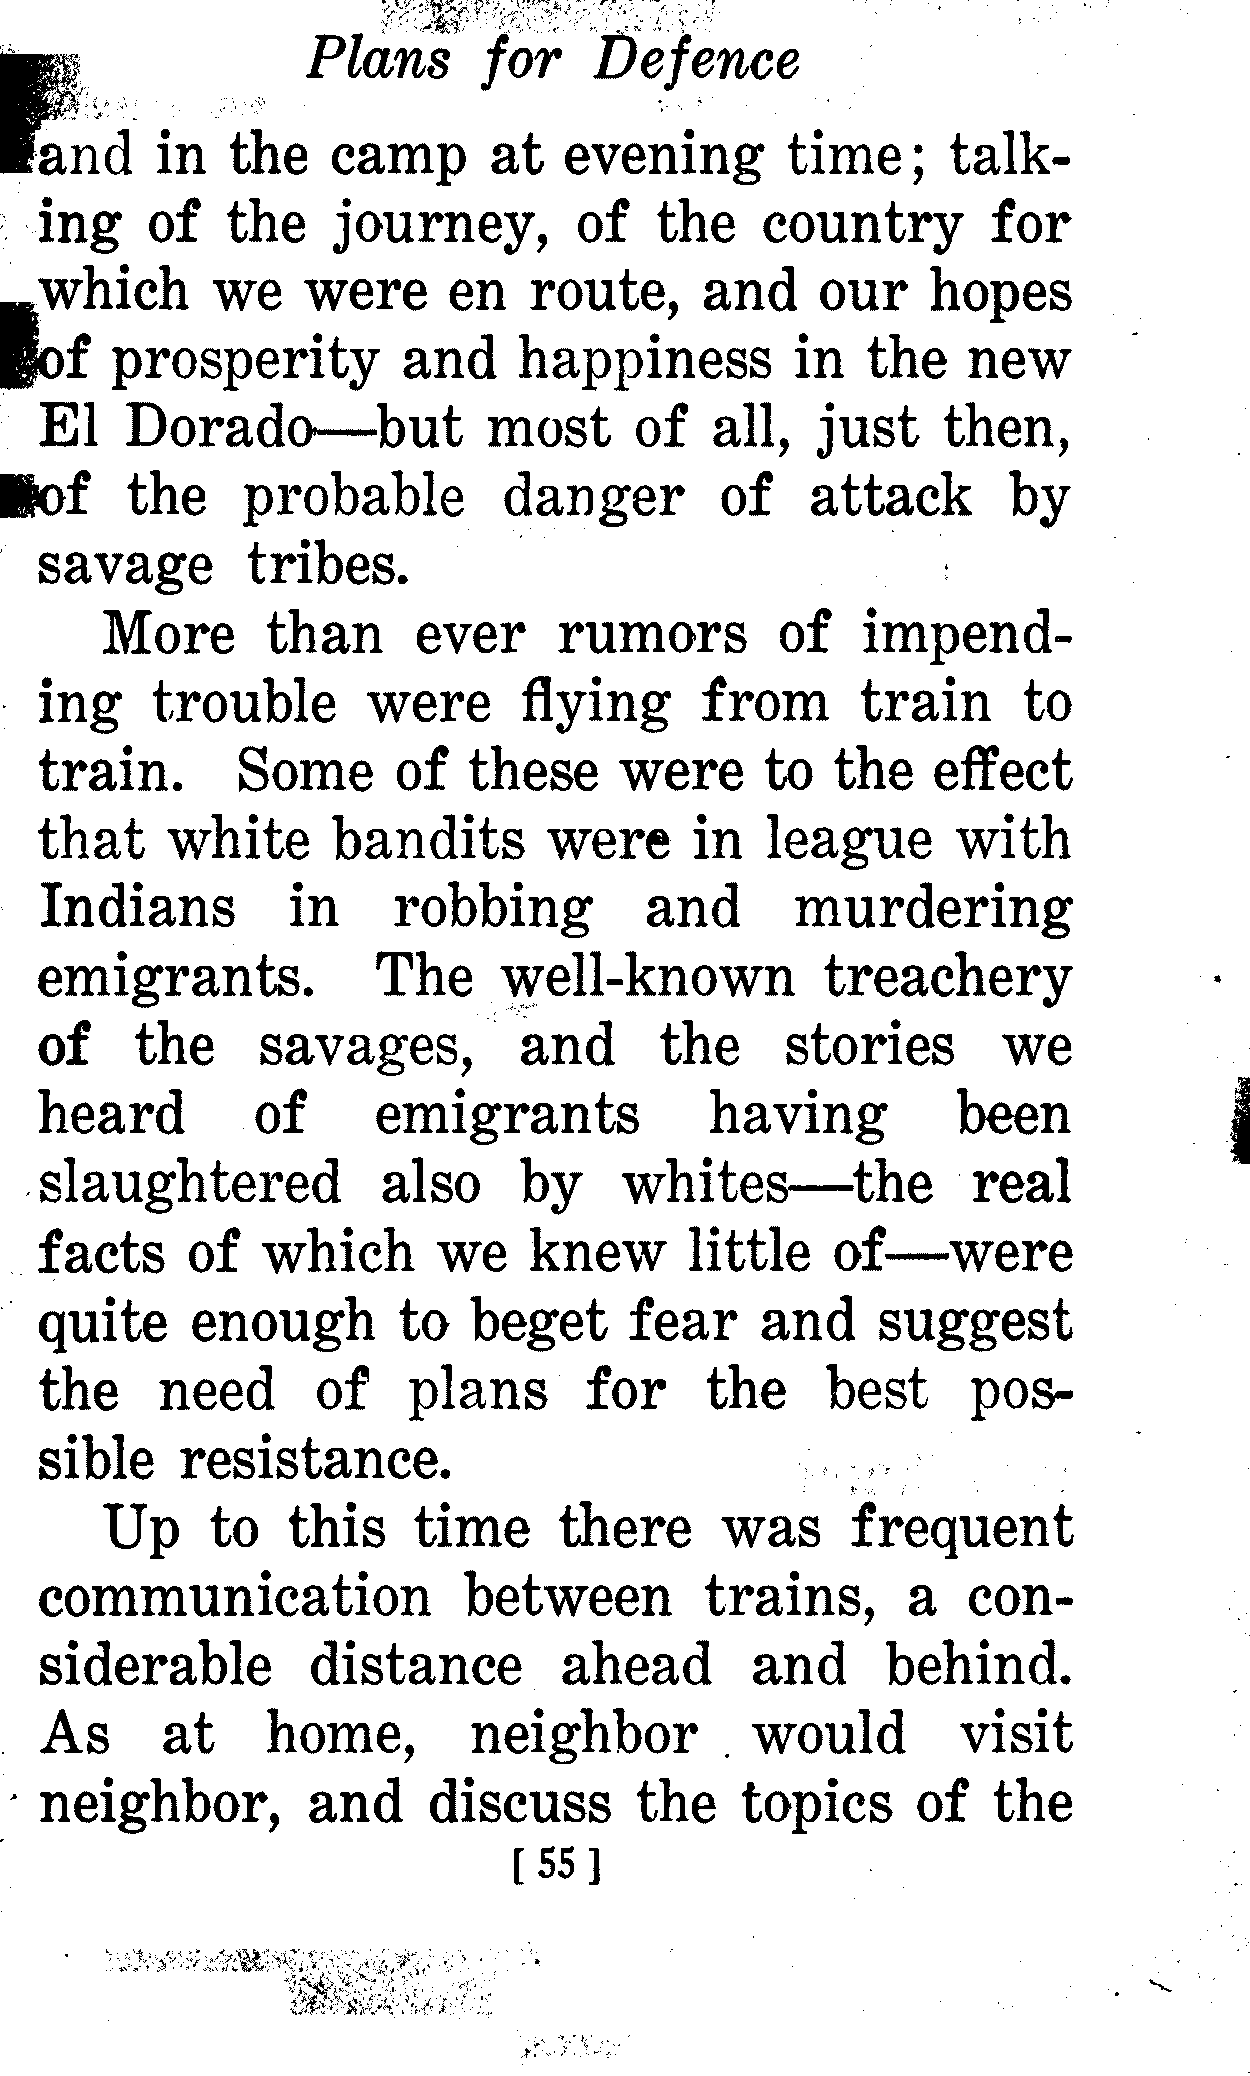 Plans for Defence
and in the camp at evening time; talk-
ing of the journey, of the country for
which we were en route, and our hopes
of prosperity and happiness in the new
El Dorado—but most of all, just then,
of the probable danger of attack by
savage tribes.
More than ever rumors of impend-
ing trouble were flying from train to
train. Some of these were to the effect
that white bandits were in league with
Indians in robbing and murdering
emigrants. The well-known treachery
of the savages, and the stories we
heard of emigrants having been
slaughtered also by whites—the real
facts of which we knew little of—were
quite enough to beget fear and suggest
the need of plans for the best pos-
sible resistance.
Up to this time there was frequent
communication between trains, a con-
siderable distance ahead and behind.
As at home, neighbor would visit
neighbor, and discuss the topics of the
[ 55 ]